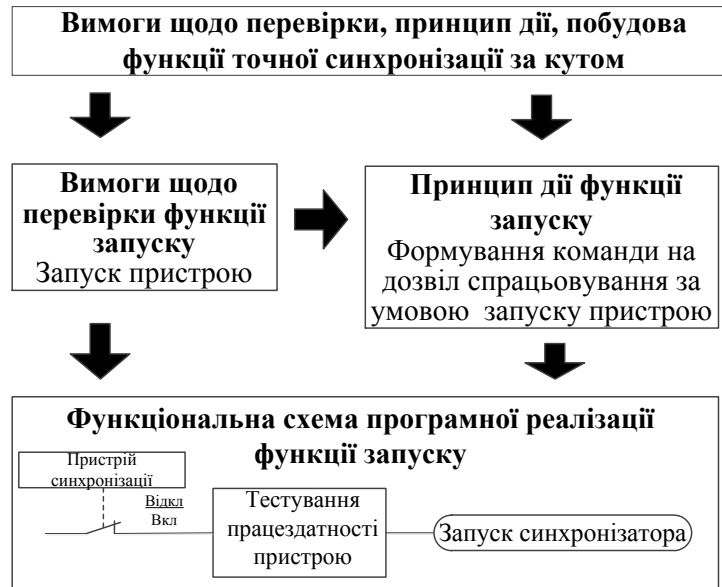 Вимоги щодо перевірки, принцип дії, побудова
функції точної синхронізації за кутом
Вимоги щодо
перевірки функції
запуску
Запуск пристрою
Принцип дії функції
запуску
Формування команди на
дозвіл спрацьовування за
умовою запуску пристрою
Функціональна схема програмної реалізації
функції запуску
Пристрій
синхронізації
Відкл
Вкл
Тестування
працездатності
пристрою
Запуск синхронізатора